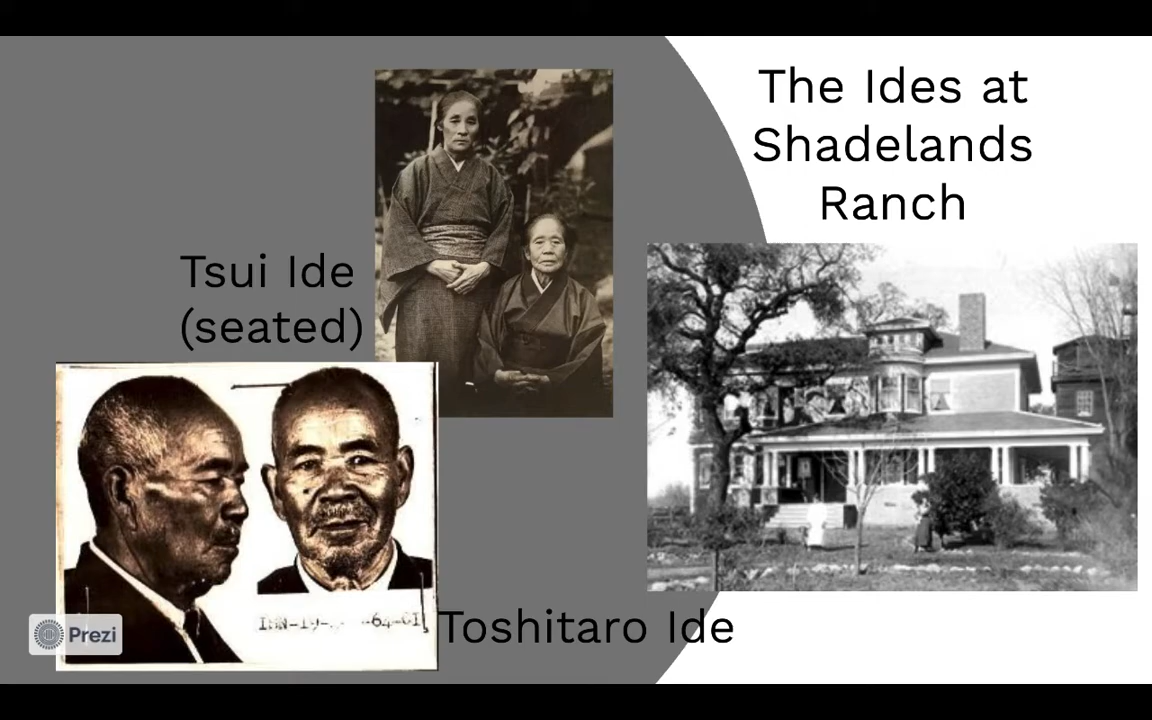 The Ides at
Shadelands
Ranch
Tsui Ide
(seated)
Toshitaro Ide
Prezi